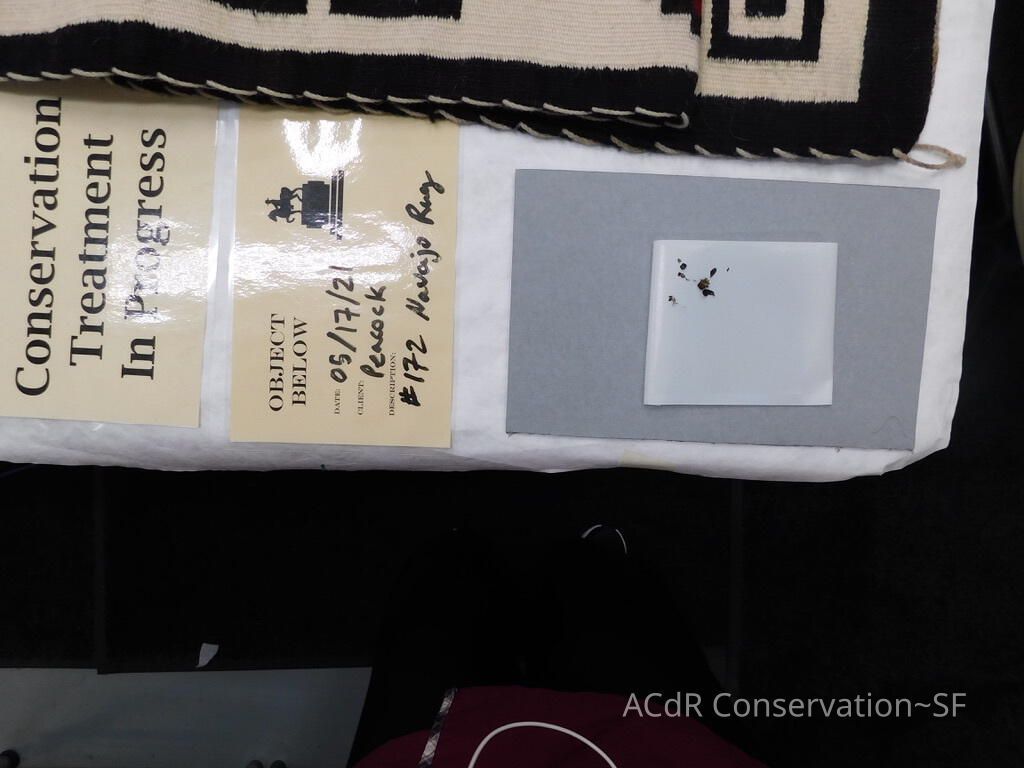 Conservation
Treatment
In Progress
OBJECT
BELOW
DATE: 05/17/21
CLIENT: Peacock
DESCRIPTION:
#172 Navajo Rug
ACdR Conservation~SF